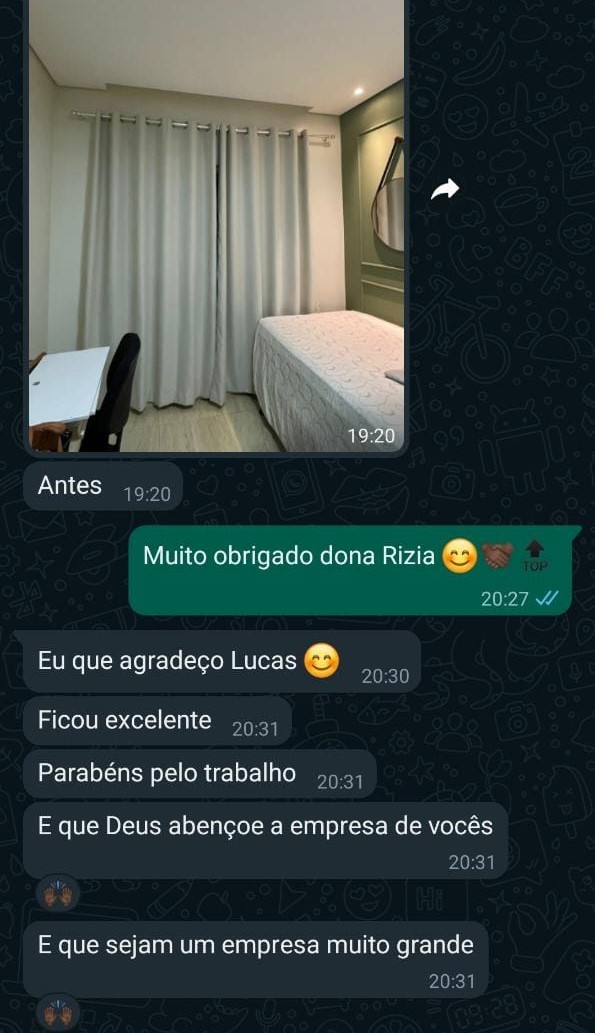 19:20
Antes 19:20
Muito obrigado dona Rizia 😊🤝🏿🔝
TOP
20:27
Eu que agradeço Lucas 😊 20:30
Ficou excelente 20:31
Parabéns pelo trabalho 20:31
E que Deus abençoe a empresa de vocês
20:31
E que sejam um empresa muito grande
20:31